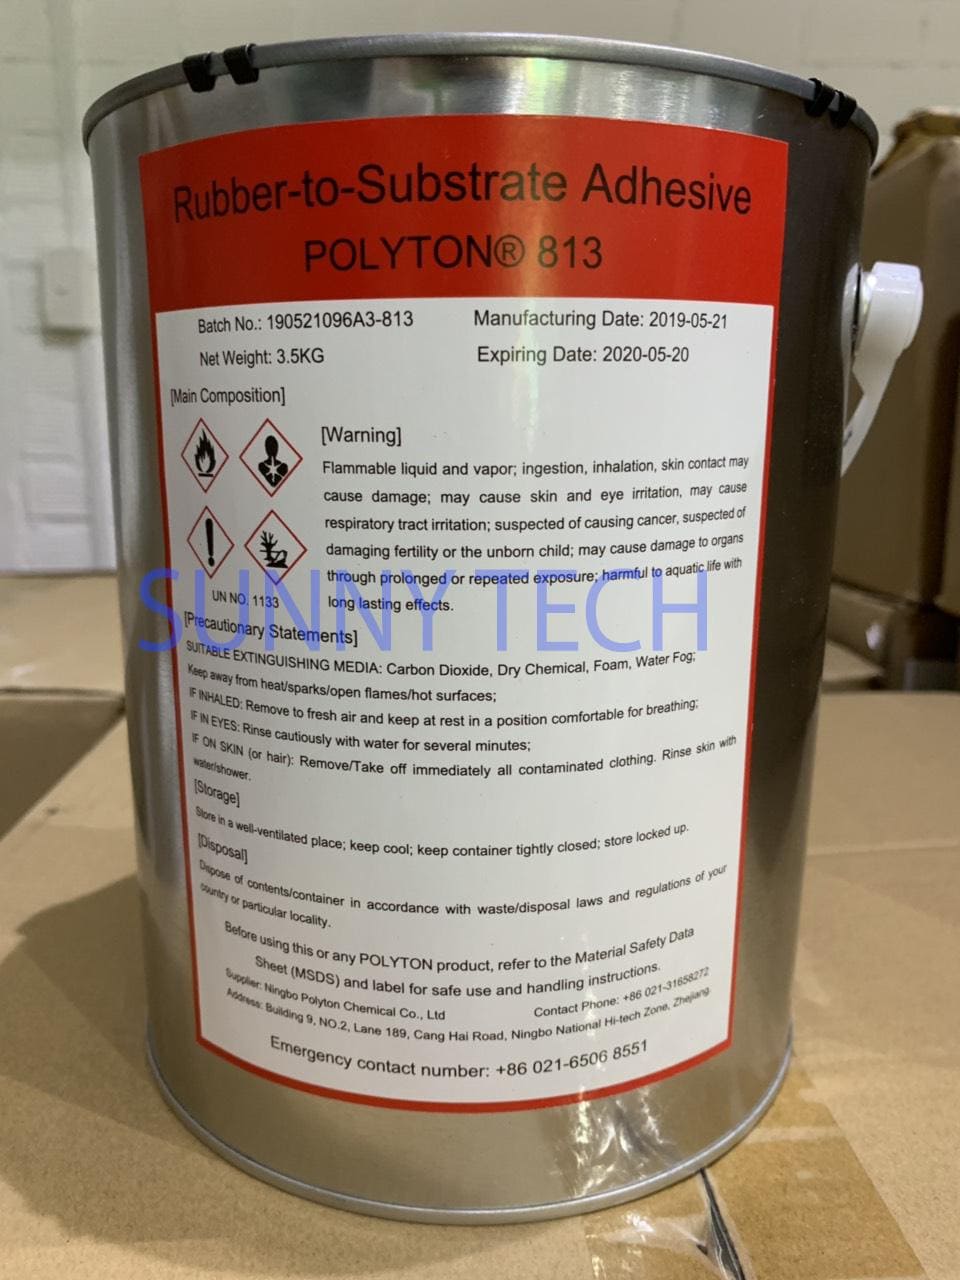 Rubber-to-Substrate Adhesive
POLYTON® 813
Batch No.: 190521096A3-813
Manufacturing Date: 2019-05-21
Net Weight: 3.5KG
Expiring Date: 2020-05-20
[Main Composition]
[Warning]
Flammable liquid and vapor; ingestion, inhalation, skin contact may
cause damage; may cause skin and eye irritation, may cause
respiratory tract irritation; suspected of causing cancer, suspected of
damaging fertility or the unborn child; may cause damage to organs
through prolonged or repeated exposure; harmful to aquatic life with
long lasting effects.
UN NO. 1133
SUNNY TECH
[Precautionary Statements]
SUITABLE EXTINGUISHING MEDIA: Carbon Dioxide, Dry Chemical, Foam, Water Fog;
Keep away from heat/sparks/open flames/hot surfaces;
IF INHALED: Remove to fresh air and keep at rest in a position comfortable for breathing;
IF IN EYES: Rinse cautiously with water for several minutes;
IF ON SKIN (or hair): Remove/Take off immediately all contaminated clothing. Rinse skin with
water/shower.
[Storage]
Store in a well-ventilated place; keep cool; keep container tightly closed; store locked up.
[Disposal]
Dispose of contents/container in accordance with waste/disposal laws and regulations of your
country or particular locality.
Before using this or any POLYTON product, refer to the Material Safety Data
Sheet (MSDS) and label for safe use and handling instructions.
Supplier: Ningbo Polyton Chemical Co., Ltd
Contact Phone: +86 021-31658272
Address: Building 9, NO.2, Lane 189, Cang Hai Road, Ningbo National Hi-tech Zone, Zhejiang.
Emergency contact number: +86 021-6506 8551